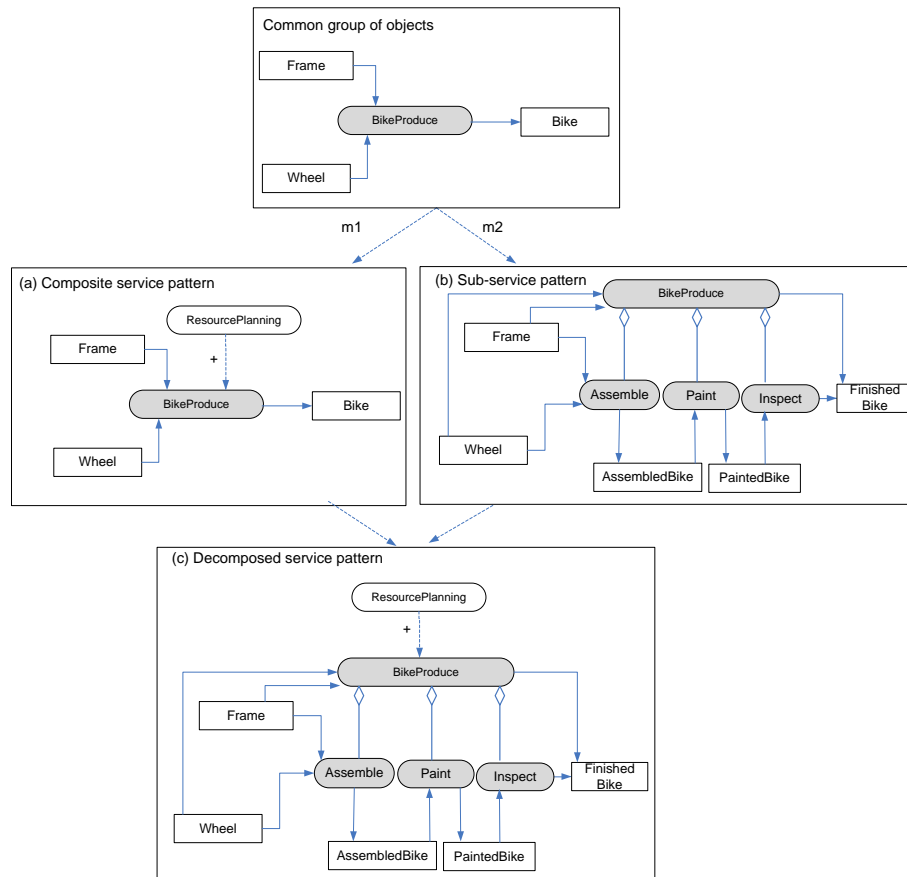 Common group of objects
Frame
BikeProduce
Bike
Wheel
m1
m2
(a) Composite service pattern
ResourcePlanning
+
Frame
BikeProduce
Bike
Wheel
(b) Sub-service pattern
BikeProduce
Frame
Assemble
Paint
Inspect
Finished
Bike
Wheel
AssembledBike
PaintedBike
(c) Decomposed service pattern
ResourcePlanning
+
BikeProduce
Frame
Assemble
Paint
Inspect
Finished
Bike
Wheel
AssembledBike
PaintedBike